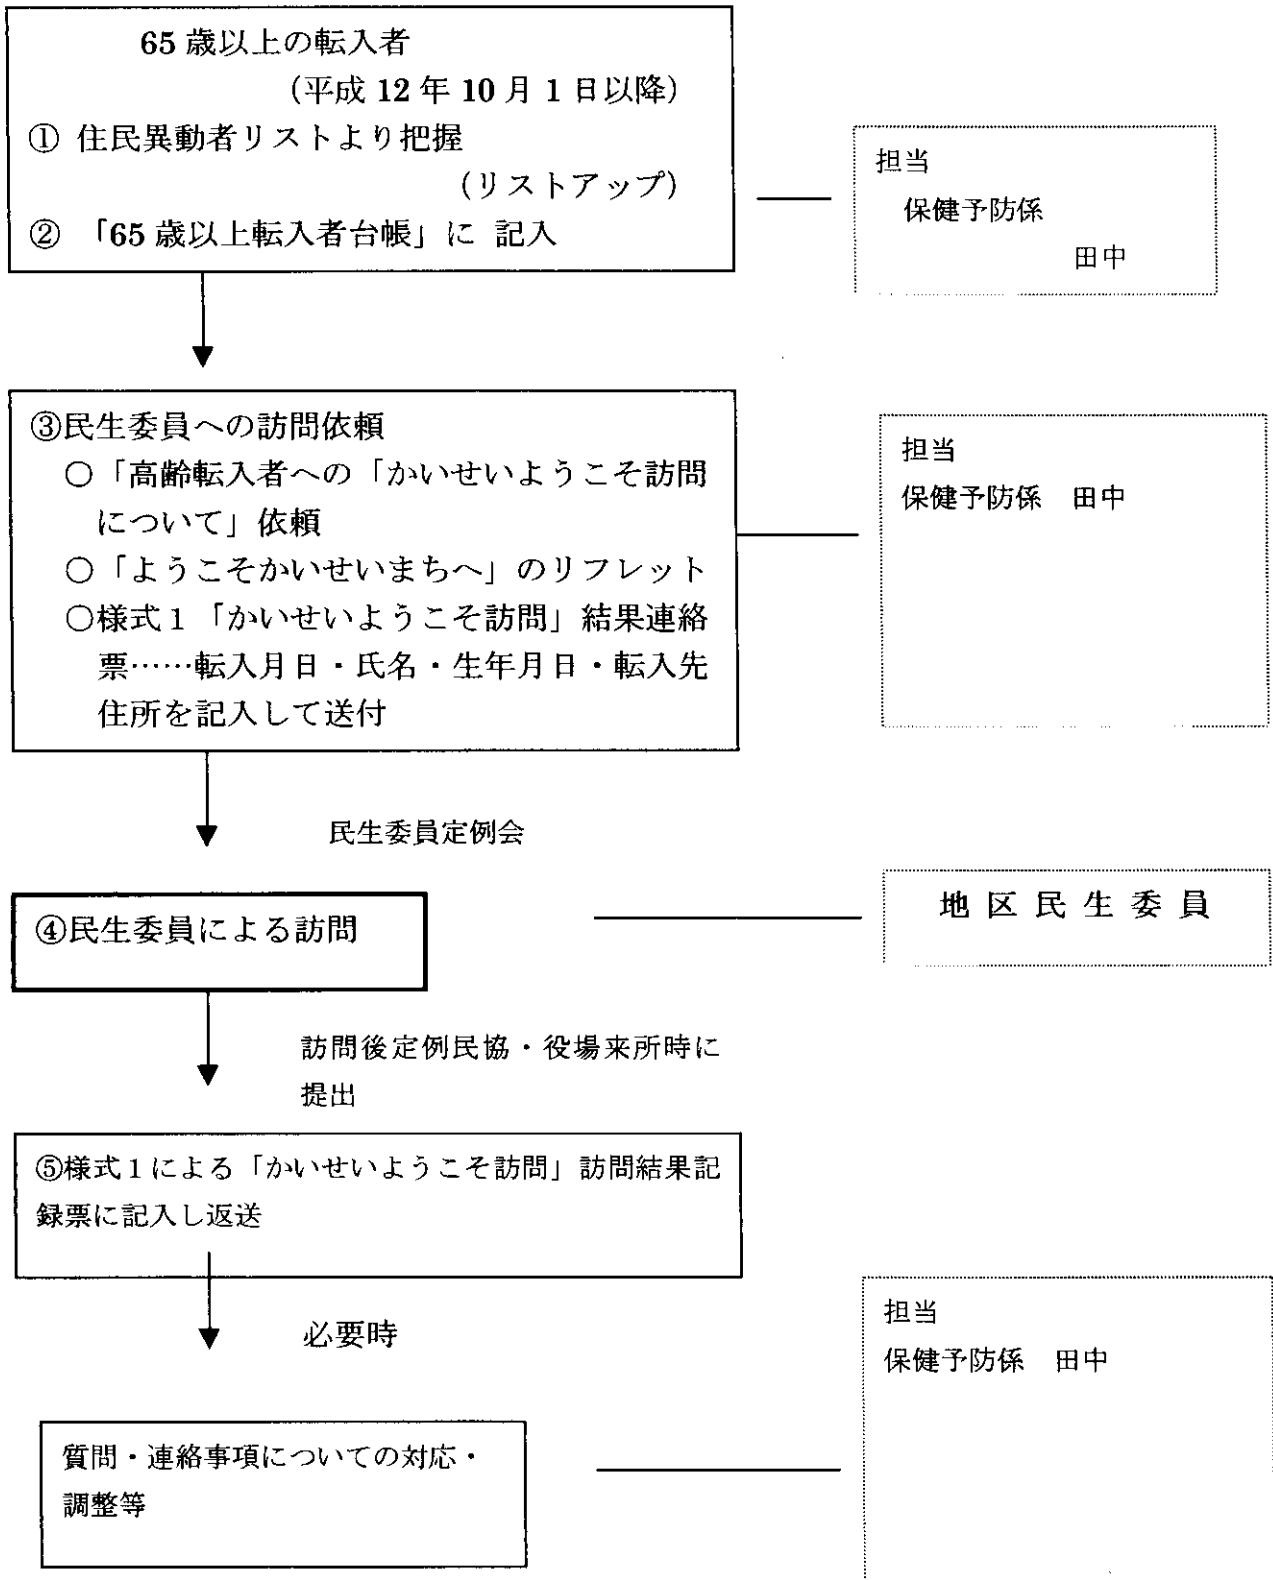 65 歳以上の転入者
(平成 12 年 10 月 1 日以降)
① 住民異動者リストより把握
(リストアップ)
② 「65 歳以上転入者台帳」に 記入
担当
保健予防係
田中
③民生委員への訪問依頼
○「高齢転入者への「かいせいようこそ訪問
について」依頼
○「ようこそかいせいまちへ」のリフレット
○様式1「かいせいようこそ訪問」結果連絡
票……転入月日・氏名・生年月日・転入先
住所を記入して送付
担当
保健予防係 田中
民生委員定例会
④民生委員による訪問
地 区 民 生 委 員
訪問後定例民協・役場来所時に
提出
⑤様式1による「かいせいようこそ訪問」訪問結果記
録票に記入し返送
必要時
担当
保健予防係 田中
質問・連絡事項についての対応・
調整等